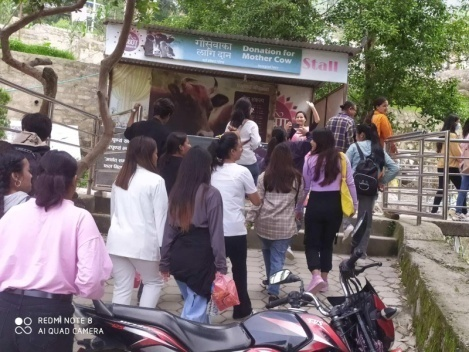 गौसेवाका
लागि दान
Donation for
Mother Cow
Stall
REDMI NOTE 8
AI QUAD CAMERA